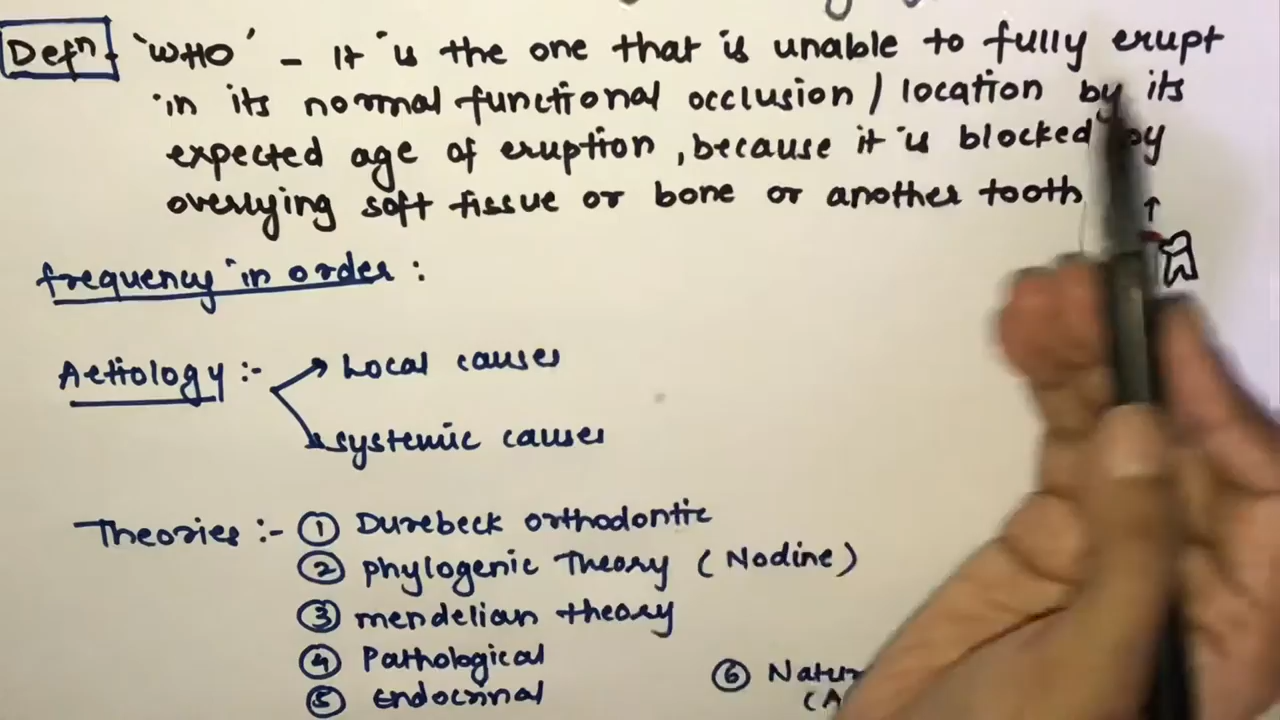 Defn - 'WHO' - It is the one that is unable to fully erupt
in its normal functional occlusion / location by its
expected age of eruption, because it is blocked by
overlying soft tissue or bone or another tooth
frequency in order :
Aetiology :- Local causes
systemic causes
Theories :- ① Durebeck orthodontic
② phylogenic Theory (Nodine)
③ mendelian theory
④ Pathological
⑤ Endocrinal
⑥